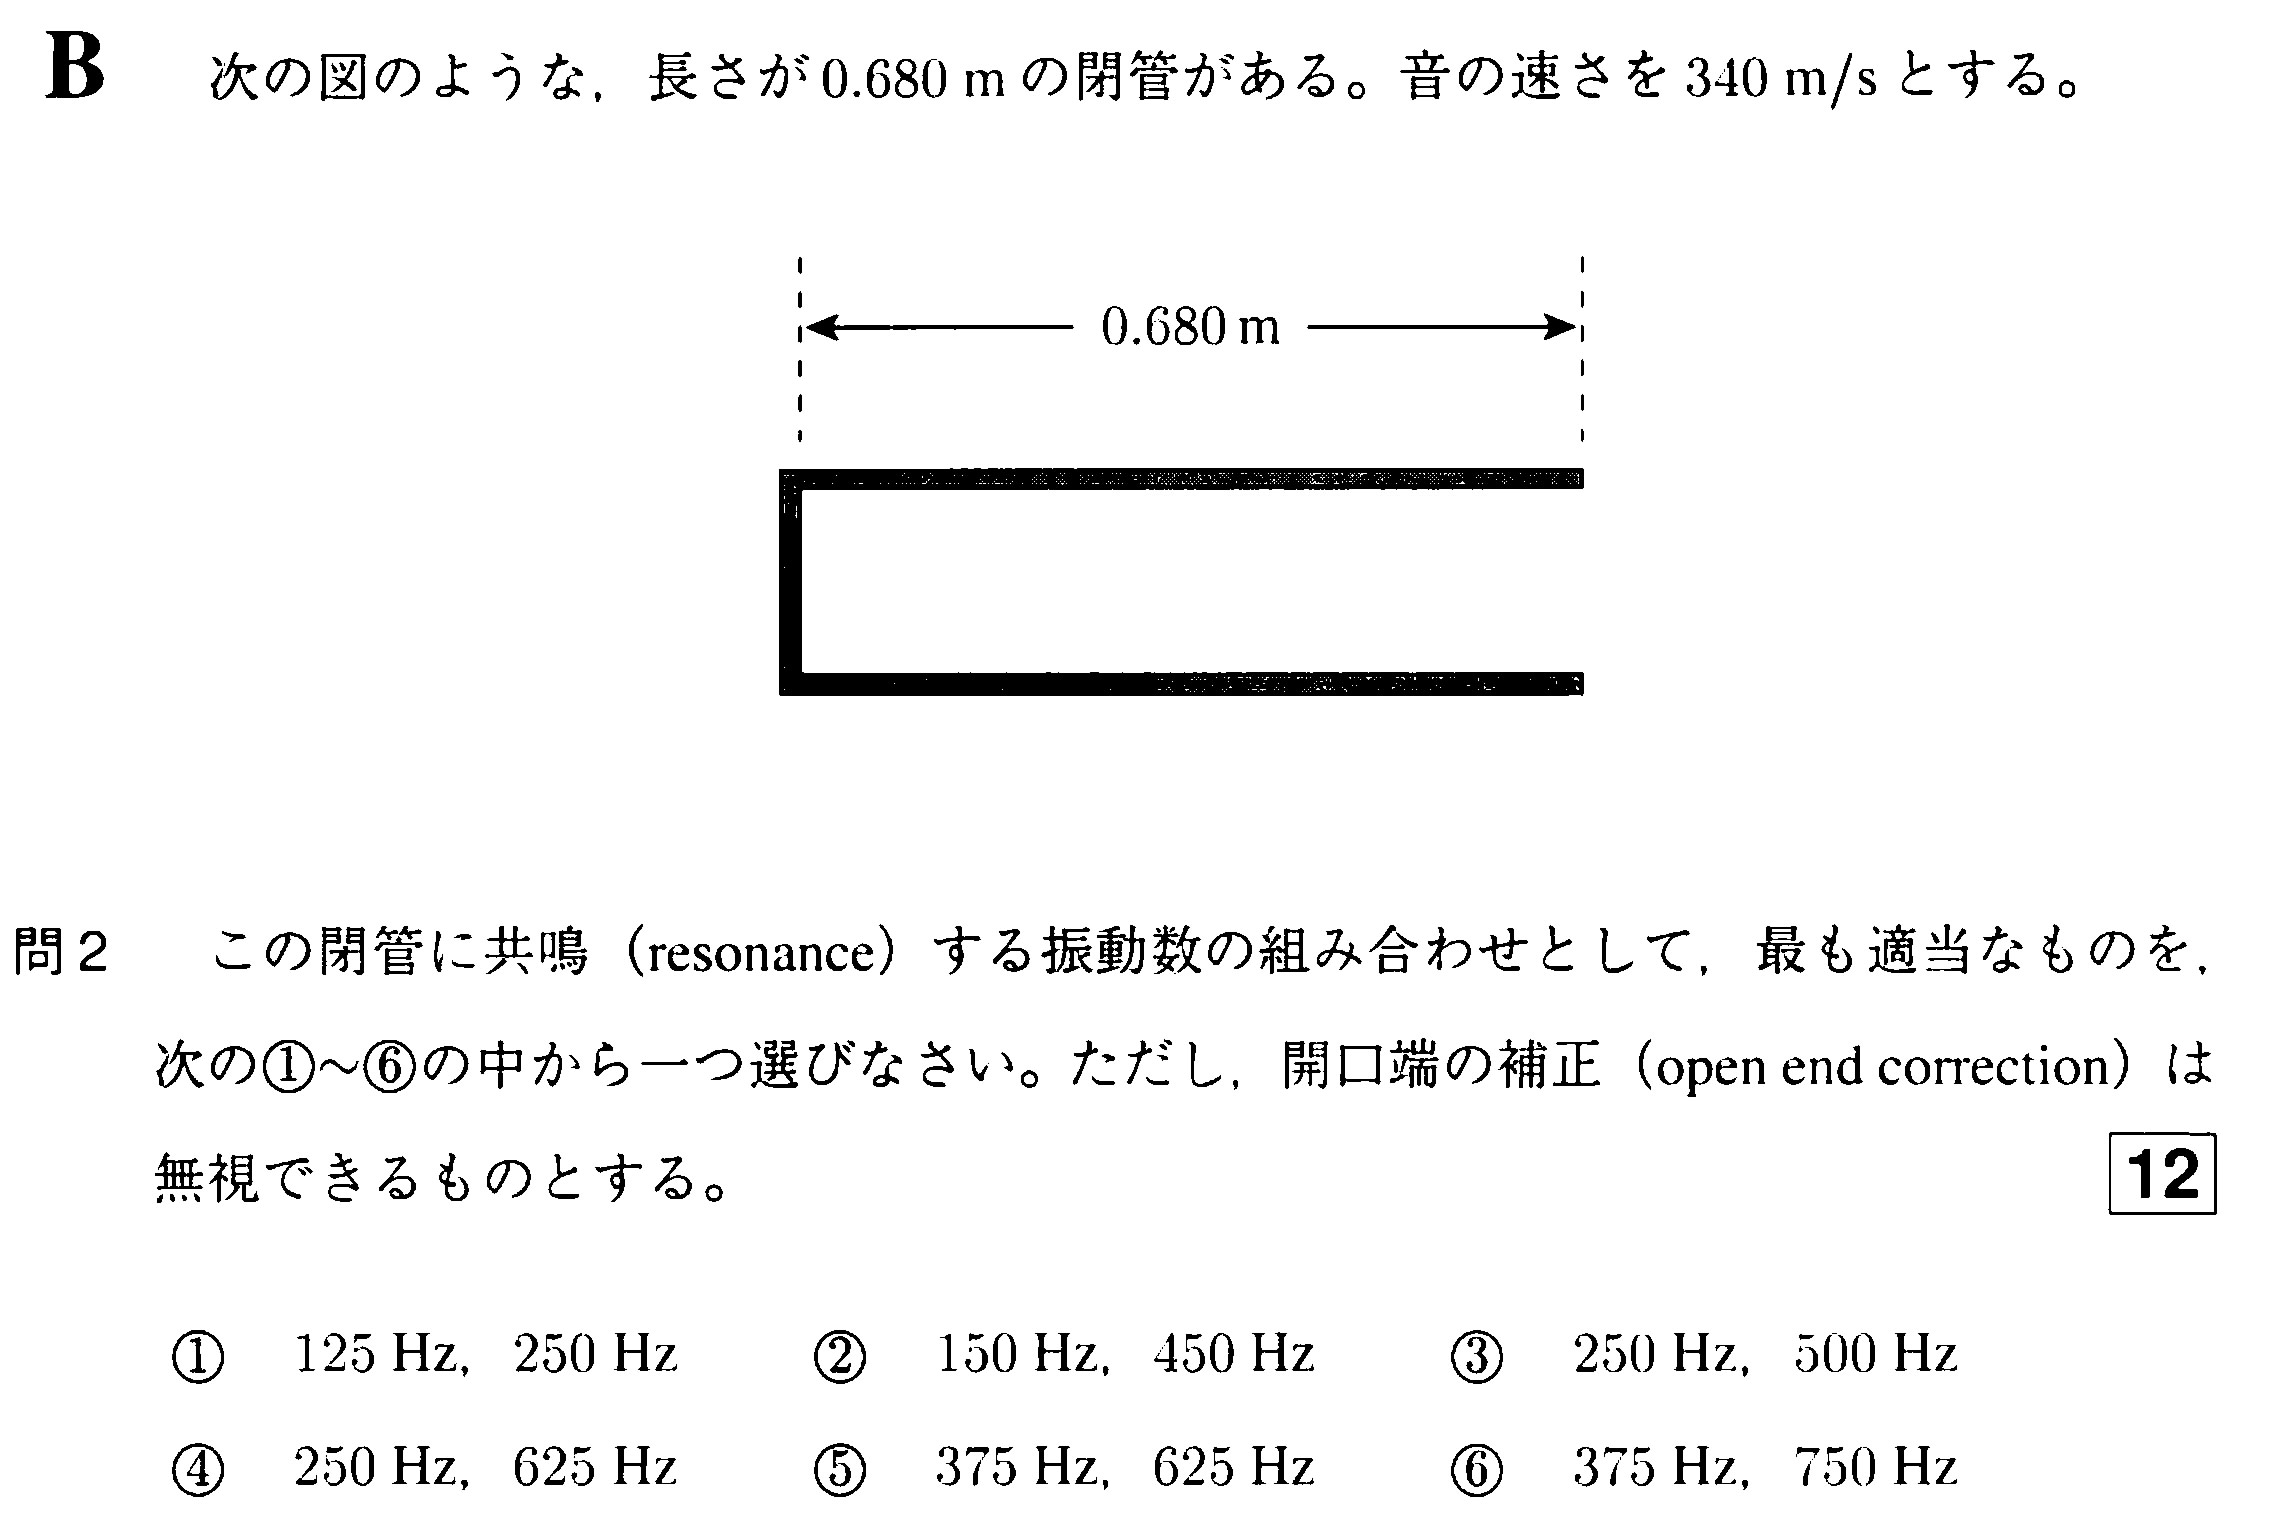 B 次の図のような，長さが 0.680 m の閉管がある。音の速さを 340 m/s とする。
0.680 m
問2 この閉管に共鳴（resonance）する振動数の組み合わせとして，最も適当なものを，
次の①～⑥の中から一つ選びなさい。ただし，開口端の補正（open end correction）は
無視できるものとする。 12
① 125 Hz, 250 Hz ② 150 Hz, 450 Hz ③ 250 Hz, 500 Hz
④ 250 Hz, 625 Hz ⑤ 375 Hz, 625 Hz ⑥ 375 Hz, 750 Hz